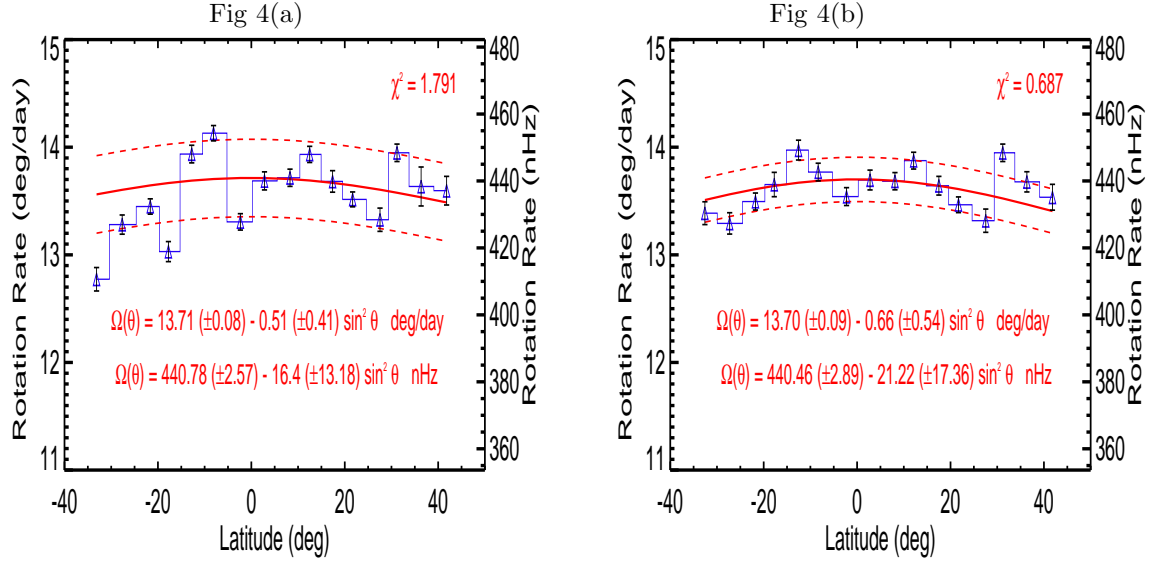 Fig 4(a)
15
14
13
12
11
Rotation Rate (deg/day)
480
460
440
420
400
380
360
Rotation Rate (nHz)
χ² = 1.791
Ω(θ) = 13.71 (±0.08) - 0.51 (±0.41) sin² θ deg/day
Ω(θ) = 440.78 (±2.57) - 16.4 (±13.18) sin² θ nHz
-40 -20 0 20 40
Latitude (deg)
Fig 4(b)
15
14
13
12
11
Rotation Rate (deg/day)
480
460
440
420
400
380
360
Rotation Rate (nHz)
χ² = 0.687
Ω(θ) = 13.70 (±0.09) - 0.66 (±0.54) sin² θ deg/day
Ω(θ) = 440.46 (±2.89) - 21.22 (±17.36) sin² θ nHz
-40 -20 0 20 40
Latitude (deg)